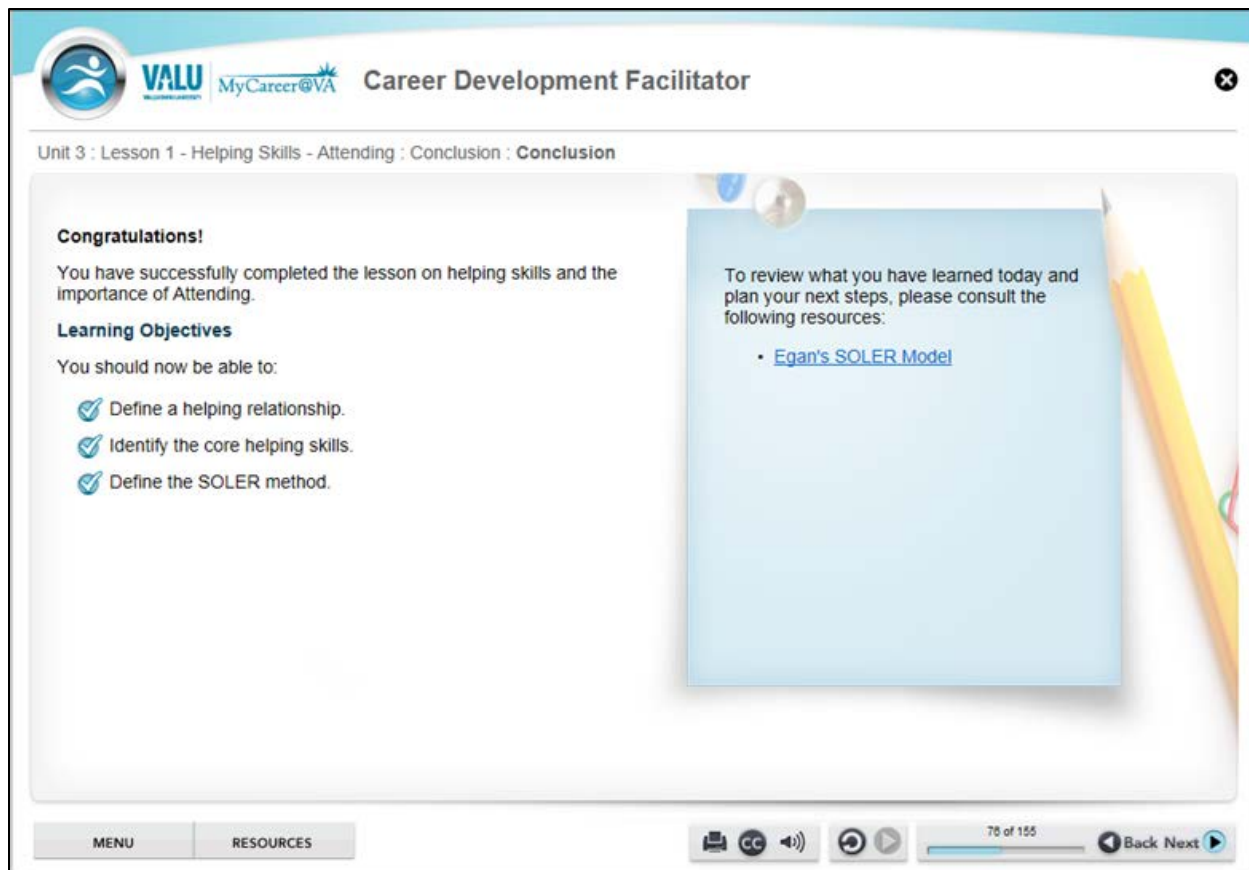 VALU MyCareer@VA Career Development Facilitator
Unit 3 : Lesson 1 - Helping Skills - Attending : Conclusion : Conclusion
Congratulations!
You have successfully completed the lesson on helping skills and the
importance of Attending.
Learning Objectives
You should now be able to:
Define a helping relationship.
Identify the core helping skills.
Define the SOLER method.
To review what you have learned today and
plan your next steps, please consult the
following resources:
• Egan's SOLER Model
MENU RESOURCES CC 76 of 155 Back Next